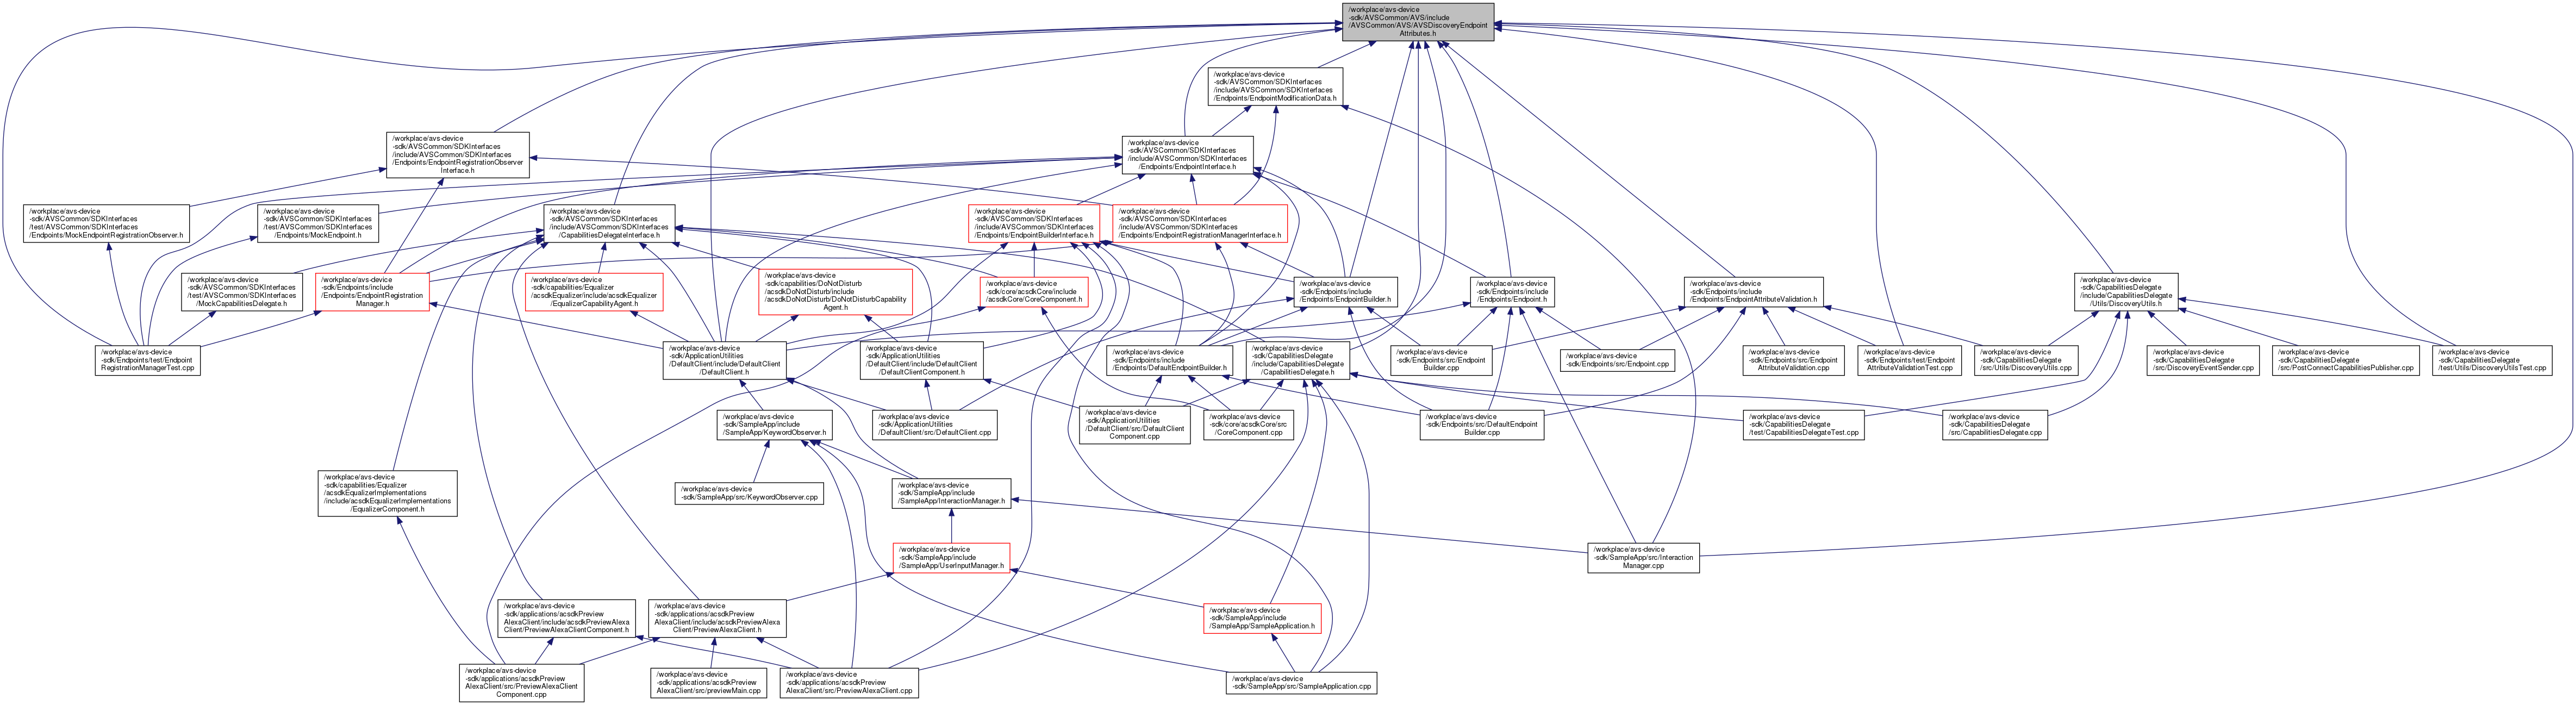 /workplace/avs-device
-sdk/AVSCommon/AVS/include
/AVSCommon/AVS/AVSDiscoveryEndpoint
Attributes.h
/workplace/avs-device
-sdk/AVSCommon/SDKInterfaces
/include/AVSCommon/SDKInterfaces
/Endpoints/EndpointModificationData.h
/workplace/avs-device
-sdk/AVSCommon/SDKInterfaces
/include/AVSCommon/SDKInterfaces
/Endpoints/EndpointRegistrationObserver
Interface.h
/workplace/avs-device
-sdk/AVSCommon/SDKInterfaces
/include/AVSCommon/SDKInterfaces
/Endpoints/EndpointInterface.h
/workplace/avs-device
-sdk/AVSCommon/SDKInterfaces
/test/AVSCommon/SDKInterfaces
/Endpoints/MockEndpointRegistrationObserver.h
/workplace/avs-device
-sdk/AVSCommon/SDKInterfaces
/test/AVSCommon/SDKInterfaces
/Endpoints/MockEndpoint.h
/workplace/avs-device
-sdk/AVSCommon/SDKInterfaces
/include/AVSCommon/SDKInterfaces
/CapabilitiesDelegateInterface.h
/workplace/avs-device
-sdk/AVSCommon/SDKInterfaces
/include/AVSCommon/SDKInterfaces
/Endpoints/EndpointBuilderInterface.h
/workplace/avs-device
-sdk/AVSCommon/SDKInterfaces
/include/AVSCommon/SDKInterfaces
/Endpoints/EndpointRegistrationManagerInterface.h
/workplace/avs-device
-sdk/AVSCommon/SDKInterfaces
/test/AVSCommon/SDKInterfaces
/MockCapabilitiesDelegate.h
/workplace/avs-device
-sdk/Endpoints/include
/Endpoints/EndpointRegistration
Manager.h
/workplace/avs-device
-sdk/capabilities/Equalizer
/acsdkEqualizer/include/acsdkEqualizer
/EqualizerCapabilityAgent.h
/workplace/avs-device
-sdk/capabilities/DoNotDisturb
/acsdkDoNotDisturb/include
/acsdkDoNotDisturb/DoNotDisturbCapability
Agent.h
/workplace/avs-device
-sdk/core/acsdkCore/include
/acsdkCore/CoreComponent.h
/workplace/avs-device
-sdk/Endpoints/include
/Endpoints/EndpointBuilder.h
/workplace/avs-device
-sdk/Endpoints/include
/Endpoints/Endpoint.h
/workplace/avs-device
-sdk/Endpoints/include
/Endpoints/EndpointAttributeValidation.h
/workplace/avs-device
-sdk/CapabilitiesDelegate
/include/CapabilitiesDelegate
/Utils/DiscoveryUtils.h
/workplace/avs-device
-sdk/Endpoints/test/Endpoint
RegistrationManagerTest.cpp
/workplace/avs-device
-sdk/ApplicationUtilities
/DefaultClient/include/DefaultClient
/DefaultClient.h
/workplace/avs-device
-sdk/ApplicationUtilities
/DefaultClient/include/DefaultClient
/DefaultClientComponent.h
/workplace/avs-device
-sdk/Endpoints/include
/Endpoints/DefaultEndpointBuilder.h
/workplace/avs-device
-sdk/CapabilitiesDelegate
/include/CapabilitiesDelegate
/CapabilitiesDelegate.h
/workplace/avs-device
-sdk/Endpoints/src/Endpoint
Builder.cpp
/workplace/avs-device
-sdk/Endpoints/src/Endpoint.cpp
/workplace/avs-device
-sdk/Endpoints/src/Endpoint
AttributeValidation.cpp
/workplace/avs-device
-sdk/Endpoints/test/Endpoint
AttributeValidationTest.cpp
/workplace/avs-device
-sdk/CapabilitiesDelegate
/src/Utils/DiscoveryUtils.cpp
/workplace/avs-device
-sdk/CapabilitiesDelegate
/src/DiscoveryEventSender.cpp
/workplace/avs-device
-sdk/CapabilitiesDelegate
/src/PostConnectCapabilitiesPublisher.cpp
/workplace/avs-device
-sdk/CapabilitiesDelegate
/test/Utils/DiscoveryUtilsTest.cpp
/workplace/avs-device
-sdk/SampleApp/include
/SampleApp/KeywordObserver.h
/workplace/avs-device
-sdk/ApplicationUtilities
/DefaultClient/src/DefaultClient.cpp
/workplace/avs-device
-sdk/ApplicationUtilities
/DefaultClient/src/DefaultClient
Component.cpp
/workplace/avs-device
-sdk/core/acsdkCore/src
/CoreComponent.cpp
/workplace/avs-device
-sdk/Endpoints/src/DefaultEndpoint
Builder.cpp
/workplace/avs-device
-sdk/CapabilitiesDelegate
/test/CapabilitiesDelegateTest.cpp
/workplace/avs-device
-sdk/CapabilitiesDelegate
/src/CapabilitiesDelegate.cpp
/workplace/avs-device
-sdk/capabilities/Equalizer
/acsdkEqualizerImplementations
/include/acsdkEqualizerImplementations
/EqualizerComponent.h
/workplace/avs-device
-sdk/SampleApp/src/KeywordObserver.cpp
/workplace/avs-device
-sdk/SampleApp/include
/SampleApp/InteractionManager.h
/workplace/avs-device
-sdk/SampleApp/include
/SampleApp/UserInputManager.h
/workplace/avs-device
-sdk/SampleApp/src/Interaction
Manager.cpp
/workplace/avs-device
-sdk/applications/acsdkPreview
AlexaClient/include/acsdkPreviewAlexa
Client/PreviewAlexaClientComponent.h
/workplace/avs-device
-sdk/applications/acsdkPreview
AlexaClient/include/acsdkPreviewAlexa
Client/PreviewAlexaClient.h
/workplace/avs-device
-sdk/SampleApp/include
/SampleApp/SampleApplication.h
/workplace/avs-device
-sdk/applications/acsdkPreview
AlexaClient/src/PreviewAlexaClient
Component.cpp
/workplace/avs-device
-sdk/applications/acsdkPreview
AlexaClient/src/previewMain.cpp
/workplace/avs-device
-sdk/applications/acsdkPreview
AlexaClient/src/PreviewAlexaClient.cpp
/workplace/avs-device
-sdk/SampleApp/src/SampleApplication.cpp